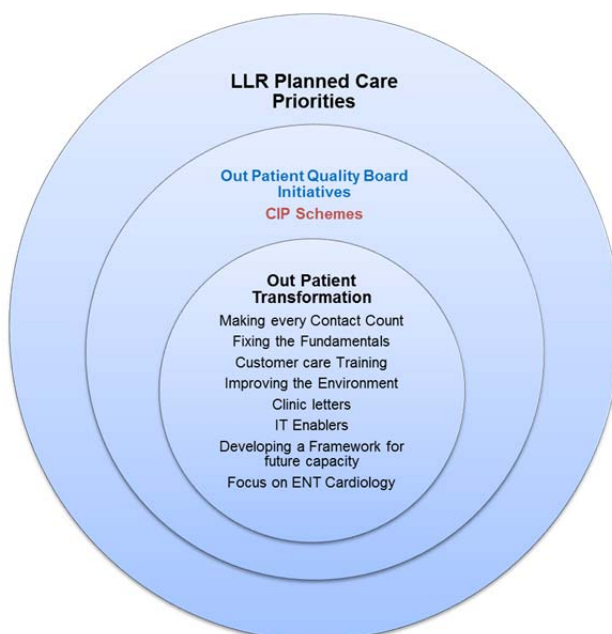 LLR Planned Care
Priorities
Out Patient Quality Board
Initiatives
CIP Schemes
Out Patient
Transformation
Making every Contact Count
Fixing the Fundamentals
Customer care Training
Improving the Environment
Clinic letters
IT Enablers
Developing a Framework for
future capacity
Focus on ENT Cardiology